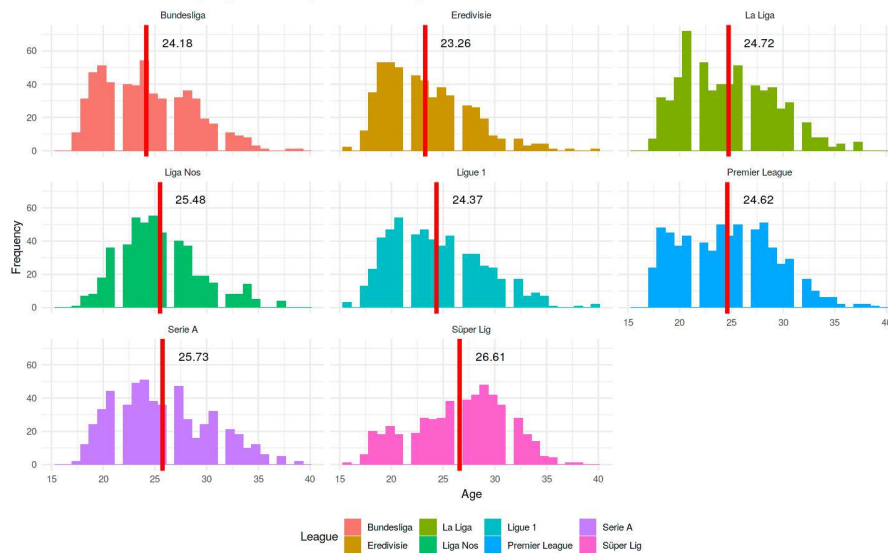 Bundesliga
Eredivisie
La Liga
24.18
23.26
24.72
60
40
20
0
Liga Nos
Ligue 1
Premier League
25.48
24.37
24.62
60
40
20
0
15 20 25 30 35 40
Serie A
Süper Lig
25.73
26.61
60
40
20
0
15 20 25 30 35 40
15 20 25 30 35 40
Frequency
Age
League
Bundesliga
La Liga
Ligue 1
Serie A
Eredivisie
Liga Nos
Premier League
Süper Lig